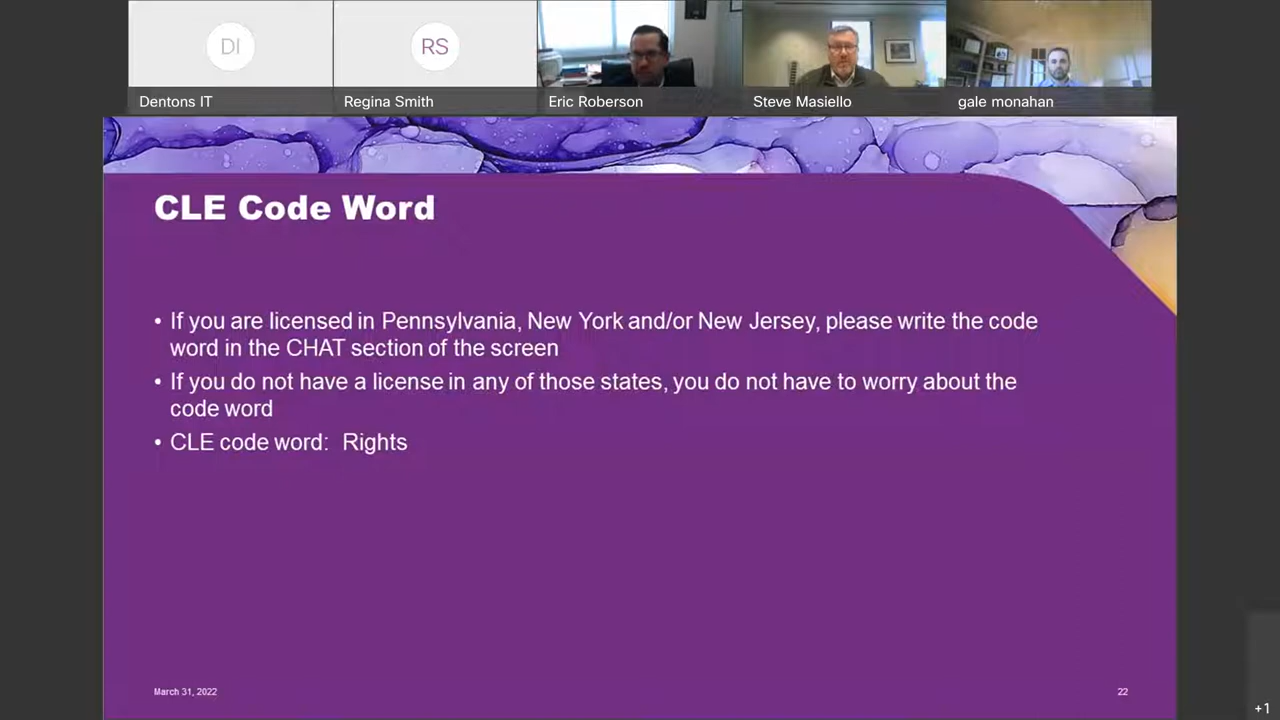 DI
RS
Dentons IT
Regina Smith
Eric Roberson
Steve Masiello
gale monahan
CLE Code Word
• If you are licensed in Pennsylvania, New York and/or New Jersey, please write the code
word in the CHAT section of the screen
• If you do not have a license in any of those states, you do not have to worry about the
code word
• CLE code word: Rights
March 31, 2022
22
+1